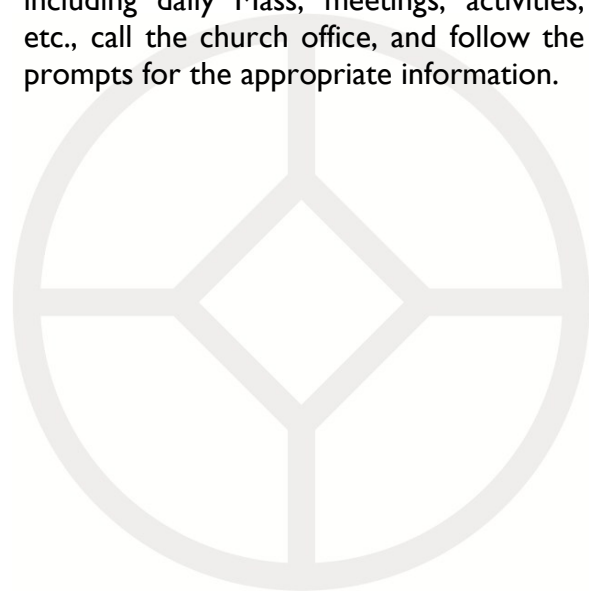 including daily Mass, meetings, activities,
etc., call the church office, and follow the
prompts for the appropriate information.